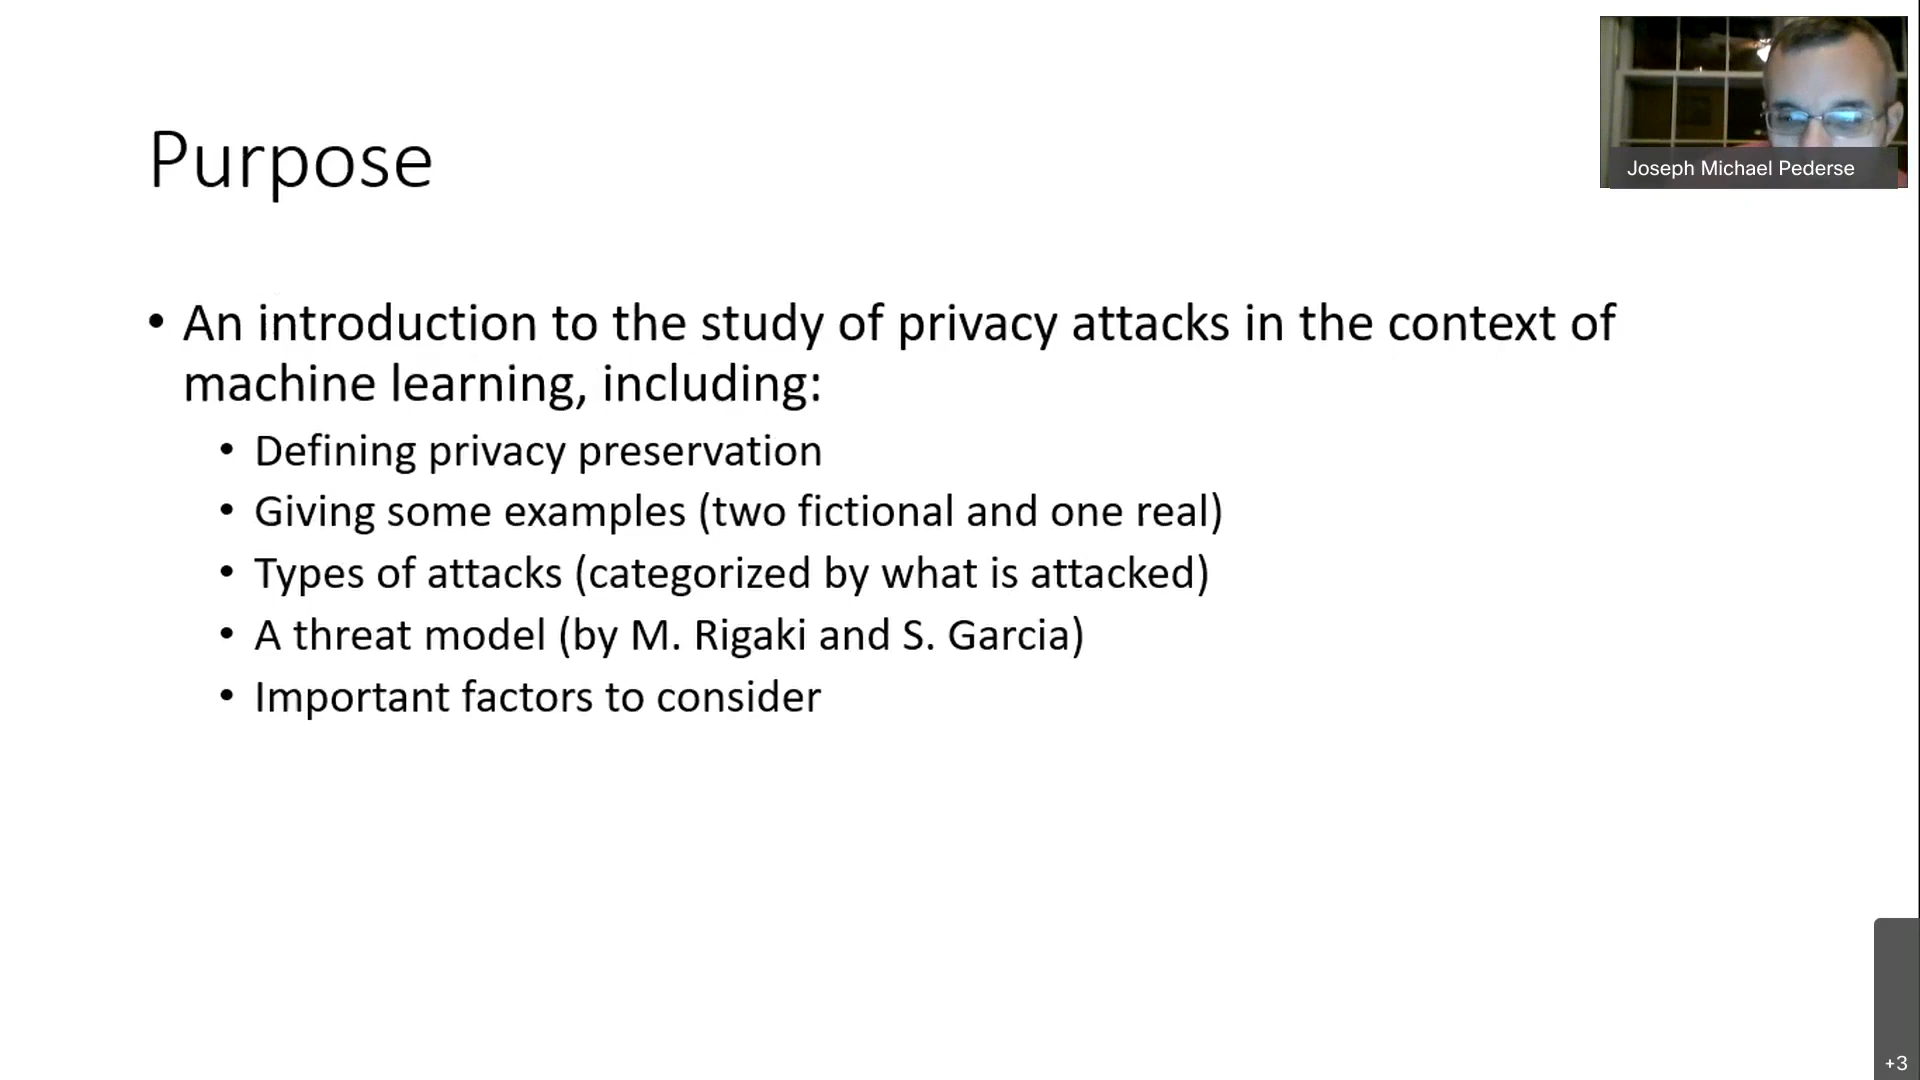 Purpose
• An introduction to the study of privacy attacks in the context of
machine learning, including:
• Defining privacy preservation
• Giving some examples (two fictional and one real)
• Types of attacks (categorized by what is attacked)
• A threat model (by M. Rigaki and S. Garcia)
• Important factors to consider
Joseph Michael Pederse
+3